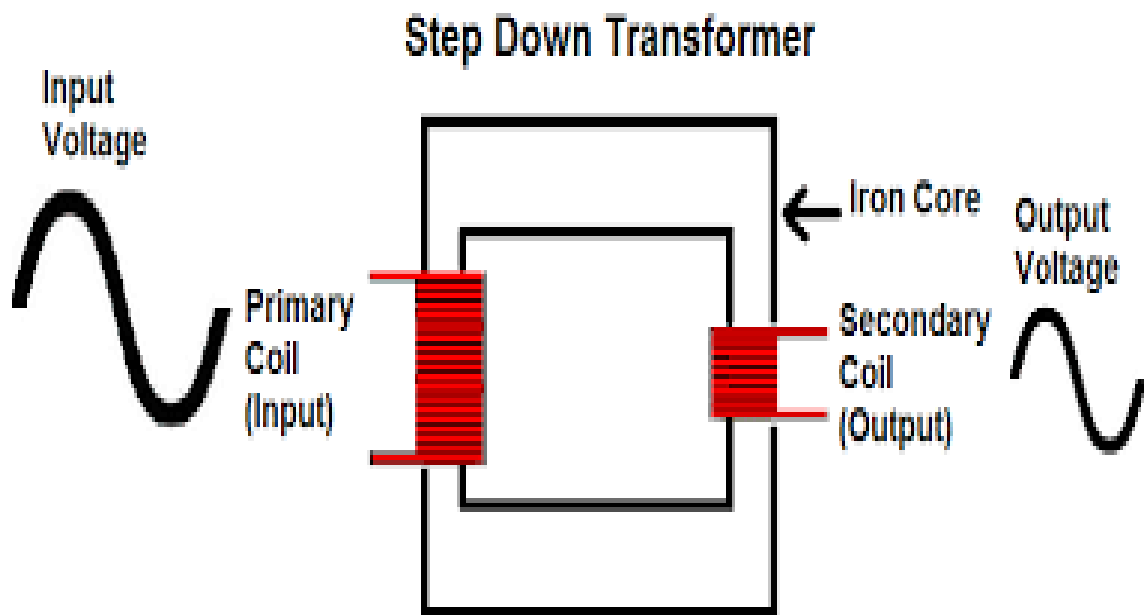 Step Down Transformer
Input
Voltage
Iron Core
Output
Voltage
Primary
Coil
(Input)
Secondary
Coil
(Output)